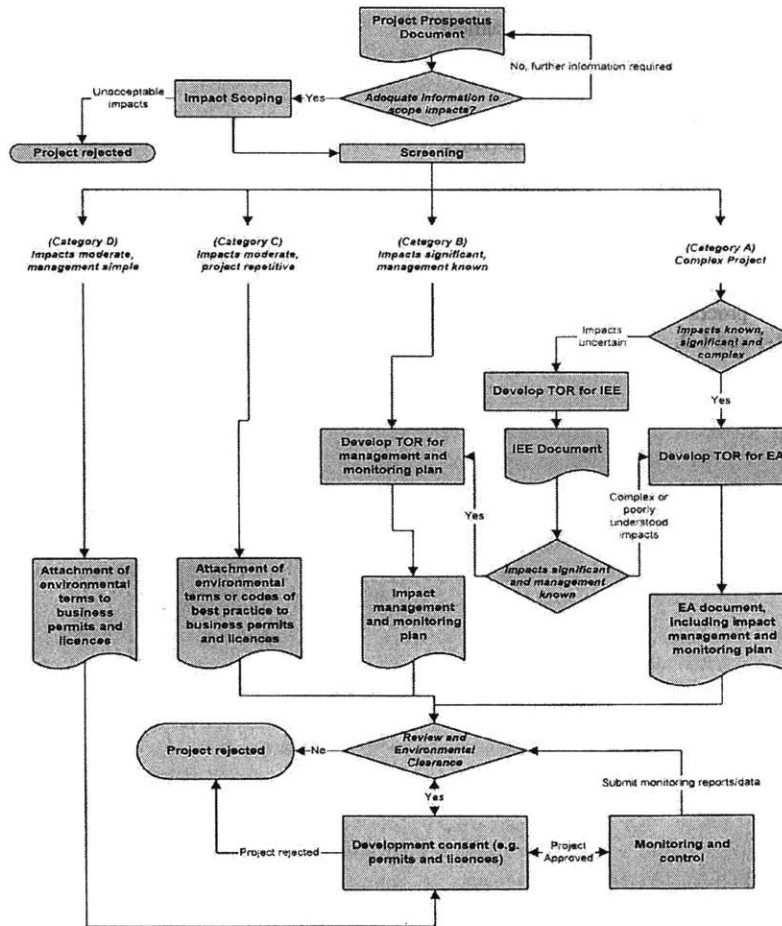 Project Prospectus
Document
No, further information required
Unacceptable
impacts
Impact Scoping
Yes
Adequate information to
scope impacts?
Project rejected
Screening
(Category D)
Impacts moderate,
management simple
(Category C)
Impacts moderate,
project repetitive
(Category B)
Impacts significant,
management known
(Category A)
Complex Project
Impacts
uncertain
Impacts known,
significant and
complex
Develop TOR for IEE
Yes
Develop TOR for
management and
monitoring plan
IEE Document
Develop TOR for EA
Yes
Complex or
poorly
understood
impacts
Attachment of
environmental
terms to
business
permits and
licences
Attachment of
environmental
terms or codes of
best practice to
business permits
and licences
Impact
management
and monitoring
plan
Impacts significant
and management
known
EA document,
including impact
management and
monitoring plan
Project rejected
No
Review and
Environmental
Clearance
Submit monitoring reports/data
Yes
Project rejected
Development consent (e.g.
permits and licences)
Project
Approved
Monitoring and
control